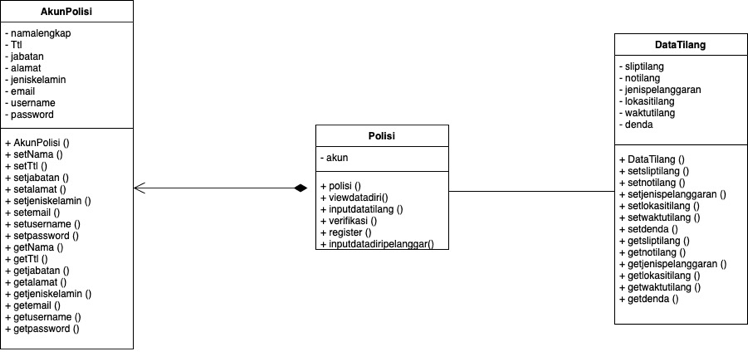 AkunPolisi
- namalengkap
- Ttl
- jabatan
- alamat
- jeniskelamin
- email
- username
- password
+ AkunPolisi ()
+ setNama ()
+ setTtl ()
+ setjabatan ()
+ setalamat ()
+ setjeniskelamin ()
+ setemail ()
+ setusername ()
+ setpassword ()
+ getNama ()
+ getTtl ()
+ getjabatan ()
+ getalamat ()
+ getjeniskelamin ()
+ getemail ()
+ getusername ()
+ getpassword ()
Polisi
- akun
+ polisi ()
+ viewdatadiri()
+ inputdatatilang ()
+ verifikasi ()
+ register ()
+ inputdatadiripelanggar()
DataTilang
- sliptilang
- notilang
- jenispelanggaran
- lokasitilang
- waktutilang
- denda
+ DataTilang ()
+ setsliptilang ()
+ setnotilang ()
+ setjenispelanggaran ()
+ setlokasitilang ()
+ setwaktutilang ()
+ setdenda ()
+ getsliptilang ()
+ getnotilang ()
+ getjenispelanggaran ()
+ getlokasitilang ()
+ getwaktutilang ()
+ getdenda ()